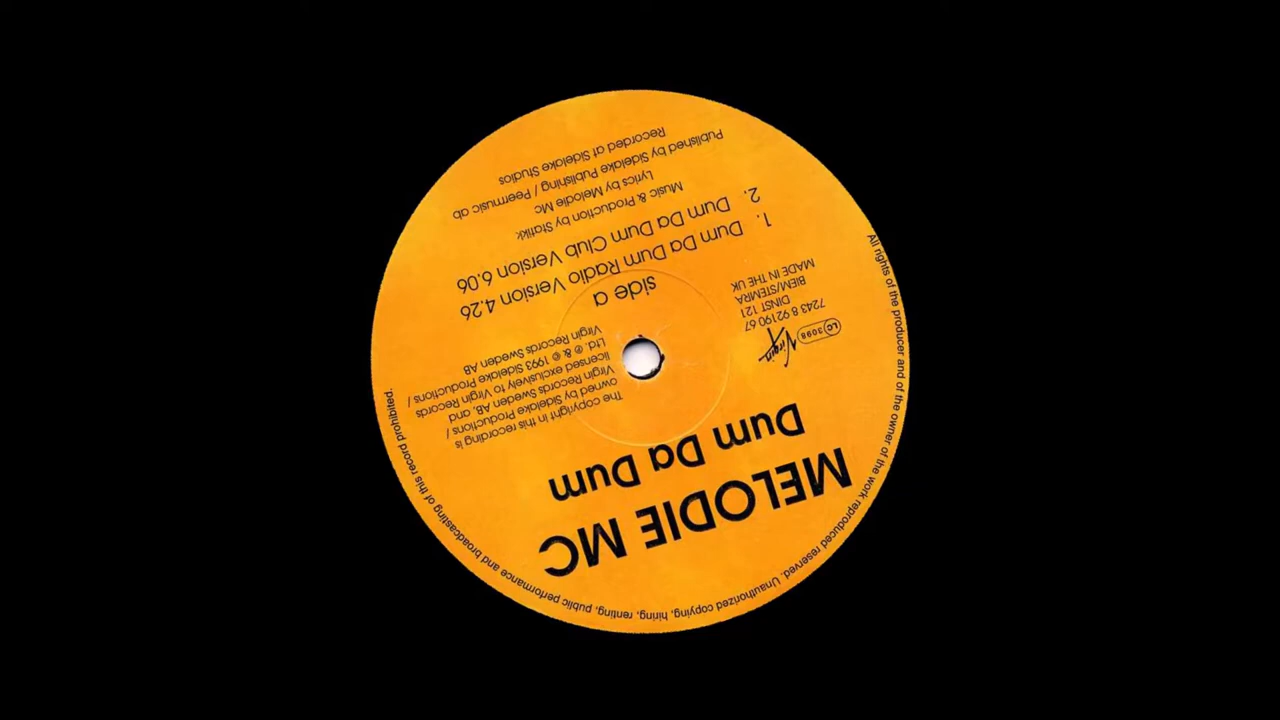 MELODIE MC
Dum Da Dum
Virgin
LC 3098
7243 8 92190 67
DINST 121
BIEM/STEMRA
MADE IN THE UK
The copyright in this recording is
owned by Sidelake Productions /
Virgin Records Sweden AB, and
licensed exclusively to Virgin Records
Ltd. ℗ & © 1993 Sidelake Productions /
Virgin Records Sweden AB
side a
1. Dum Da Dum Radio Version 4.26
2. Dum Da Dum Club Version 6.06
Music & Production by Statikk
Lyrics by Melodie Mc
Published by Sidelake Publishing / Peermusic ab
Recorded at Sidelake Studios
All rights of the producer and of the owner of the work reproduced reserved. Unauthorized copying, hiring, renting, public performance and broadcasting of this record prohibited.